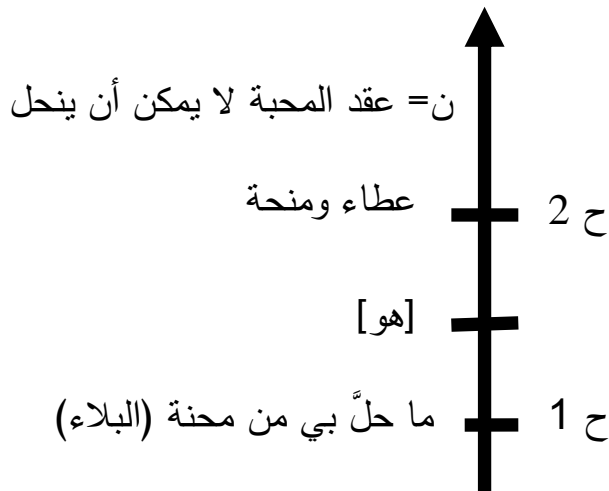 ن= عقد المحبة لا يمكن أن ينحل
ح 2 عطاء ومنحة
[هو]
ح 1 ما حلَّ بي من محنة (البلاء)